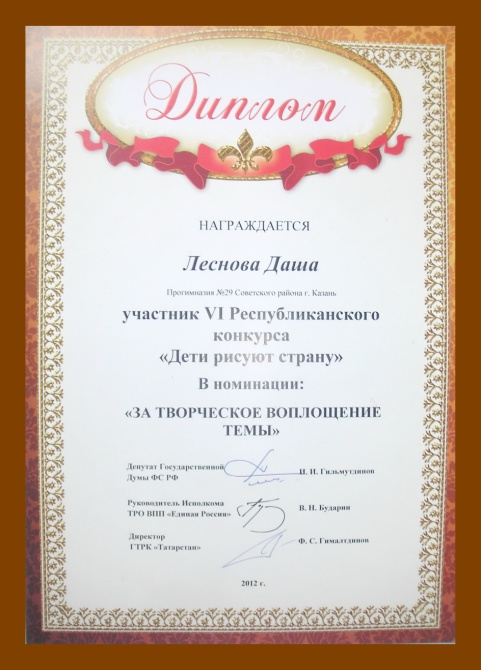 Диплом
НАГРАЖДАЕТСЯ
Леснова Даша
Прогимназия №29 Советского района г. Казань
участник VI Республиканского
конкурса
«Дети рисуют страну»
В номинации:
«ЗА ТВОРЧЕСКОЕ ВОПЛОЩЕНИЕ
ТЕМЫ»
Депутат Государственной
Думы ФС РФ
И. И. Гильмутдинов
Руководитель Исполкома
ТРО ВПП «Единая Россия»
В. Н. Бударин
Директор
ГТРК «Татарстан»
Ф. С. Гималтдинов
2012 г.